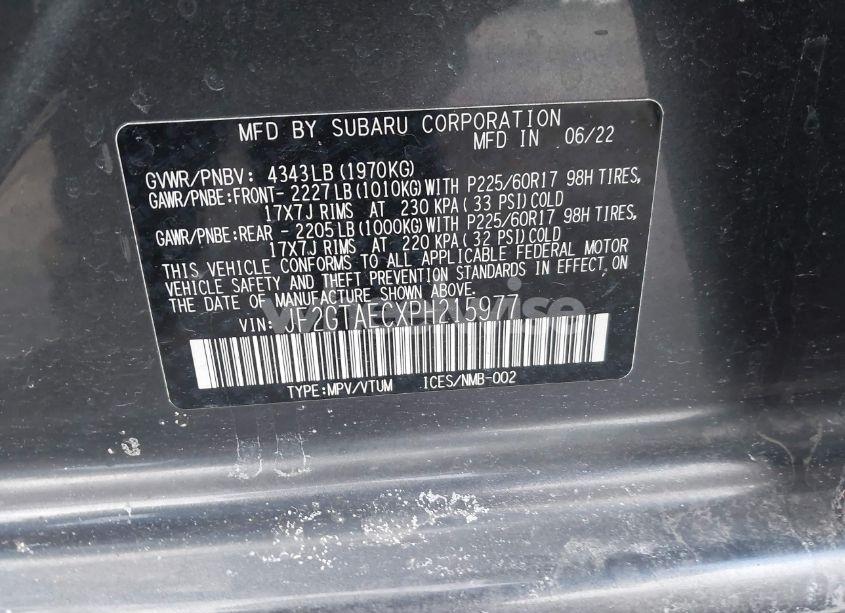 MFD BY SUBARU CORPORATION
MFD IN 06/22
GVWR/PNBV: 4343LB (1970KG)
GAWR/PNBE:FRONT- 2227LB(1010KG)WITH P225/60R17 98H TIRES,
17X7J RIMS AT 230 KPA( 33 PSI)COLD
GAWR/PNBE:REAR - 2205LB(1000KG)WITH P225/60R17 98H TIRES,
17X7J RIMS AT 220 KPA( 32 PSI)COLD
THIS VEHICLE CONFORMS TO ALL APPLICABLE FEDERAL MOTOR
VEHICLE SAFETY AND THEFT PREVENTION STANDARDS IN EFFECT ON
THE DATE OF MANUFACTURE SHOWN ABOVE.
VIN: JF2GTAECXPH215977
TYPE:MPV/VTUM ICES/NMB-002